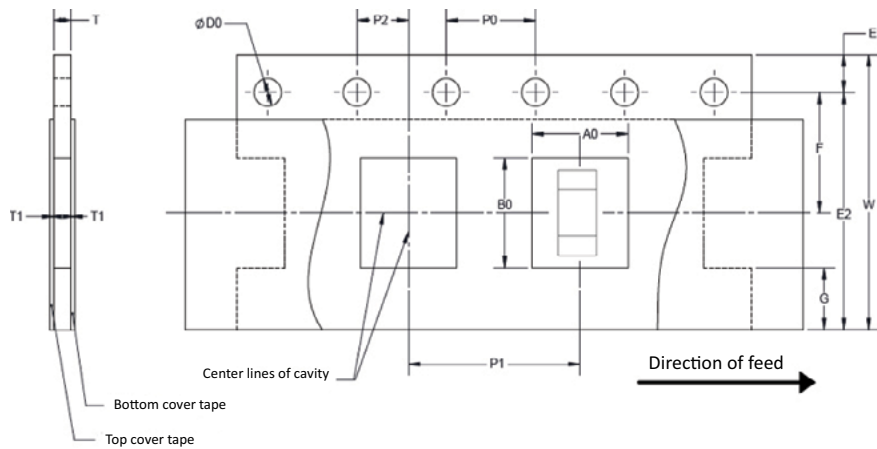 T
P2
P0
E
ϕD0
A0
F
T1
T1
B0
E2
W
G
P1
Direction of feed
Center lines of cavity
Bottom cover tape
Top cover tape